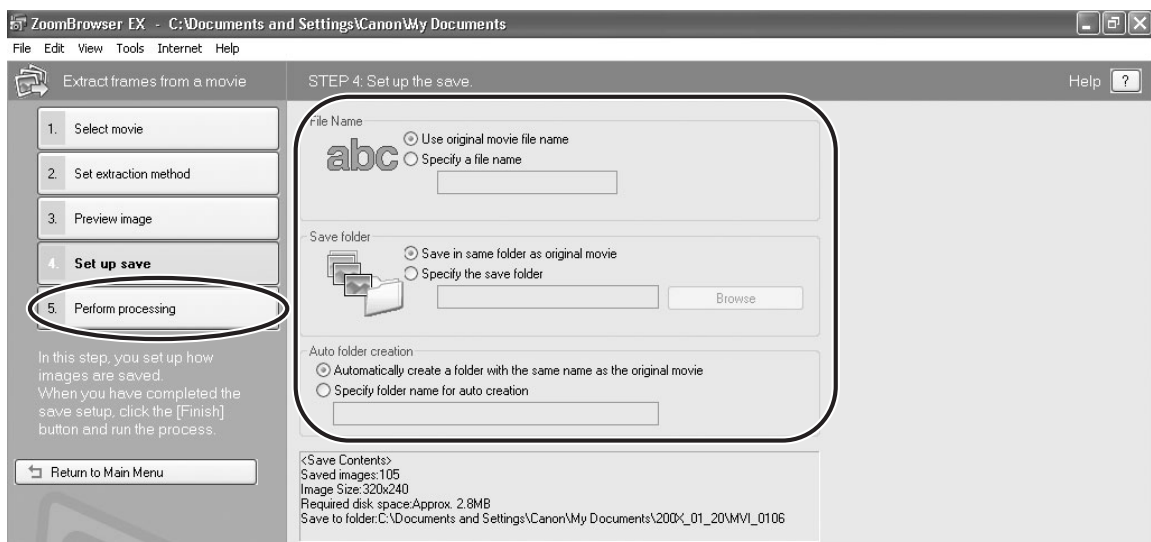 ZoomBrowser EX - C:\Documents and Settings\Canon\My Documents
File Edit View Tools Internet Help
Extract frames from a movie
STEP 4: Set up the save.
Help ?
1. Select movie
2. Set extraction method
3. Preview image
4. Set up save
5. Perform processing
In this step, you set up how
images are saved.
When you have completed the
save setup, click the [Finish]
button and run the process.
Return to Main Menu
File Name
abc
Use original movie file name
Specify a file name
Save folder
Save in same folder as original movie
Specify the save folder
Browse
Auto folder creation
Automatically create a folder with the same name as the original movie
Specify folder name for auto creation
<Save Contents>
Saved images:105
Image Size:320x240
Required disk space:Approx. 2.8MB
Save to folder:C:\Documents and Settings\Canon\My Documents\200X_01_20\MVI_0106